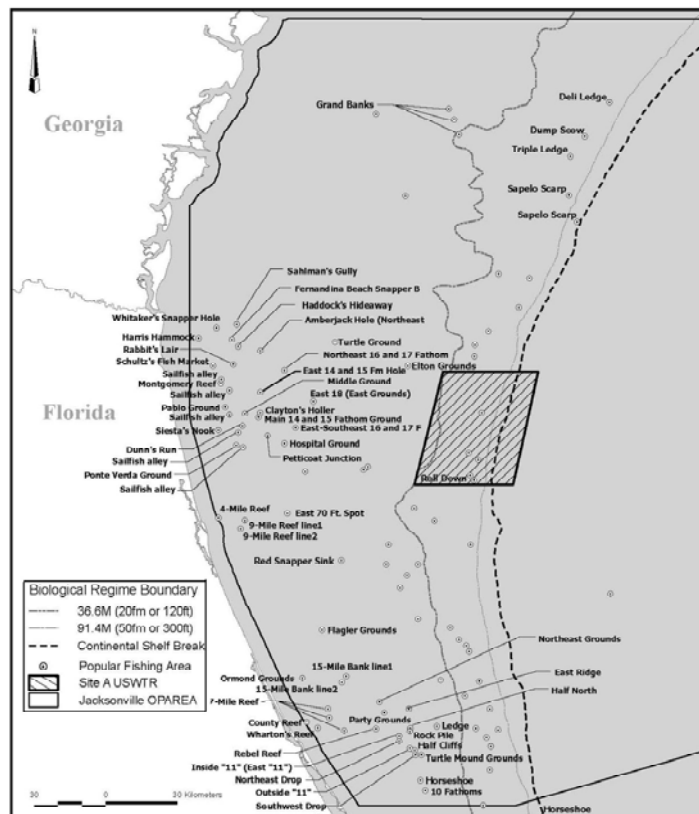 N
Georgia
Grand Banks
Deli Ledge
Dump Scow
Triple Ledge
Sapelo Scarp
Sapelo Scarp
Sahlman's Gully
Fernandina Beach Snapper B
Haddock's Hideaway
Whitaker's Snapper Hole
Amberjack Hole (Northeast
Harris Hammock
Turtle Ground
Rabbit's Lair
Northeast 16 and 17 Fathom
Schultz's Fish Market
Elton Grounds
East 14 and 15 Fm Hole
Sailfish alley
Middle Ground
Montgomery Reef
East 18 (East Grounds)
Sailfish alley
Florida
Pablo Ground
Clayton's Holler
Sailfish alley
Main 14 and 15 Fathom Ground
Siesta's Nook
East-Southeast 16 and 17 F
Dunn's Run
Hospital Ground
Sailfish alley
Petticoat Junction
Ponte Verda Ground
Roll Down
Sailfish alley
4-Mile Reef
East 70 Ft. Spot
9-Mile Reef line1
9-Mile Reef line2
Red Snapper Sink
Biological Regime Boundary
36.6M (20fm or 120ft)
91.4M (50fm or 300ft)
Continental Shelf Break
Popular Fishing Area
Site A USWTR
Jacksonville OPAREA
Flagler Grounds
Northeast Grounds
15-Mile Bank line1
East Ridge
Ormond Grounds
15-Mile Bank line2
Half North
7-Mile Reef
Party Grounds
County Reef
Ledge
Wharton's Reef
Rock Pile
Rebel Reef
Half Cliffs
Inside "11" (East "11")
Turtle Mound Grounds
Northeast Drop
Horseshoe
Outside "11"
10 Fathoms
Southwest Drop
Horseshoe
30 0 30 Kilometers